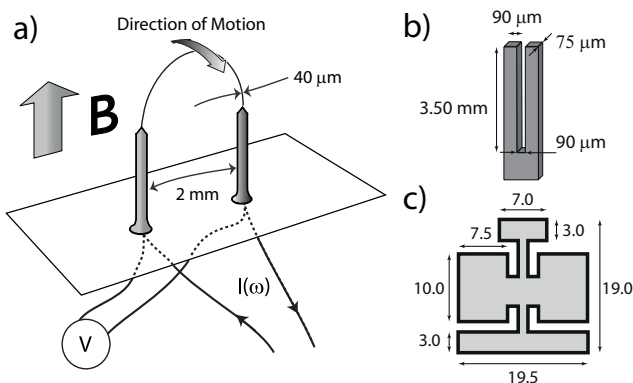 a)
Direction of Motion
40 μm
B
2 mm
I(ω)
V
b)
90 μm
75 μm
3.50 mm
90 μm
c)
7.0
7.5
3.0
10.0
19.0
3.0
19.5